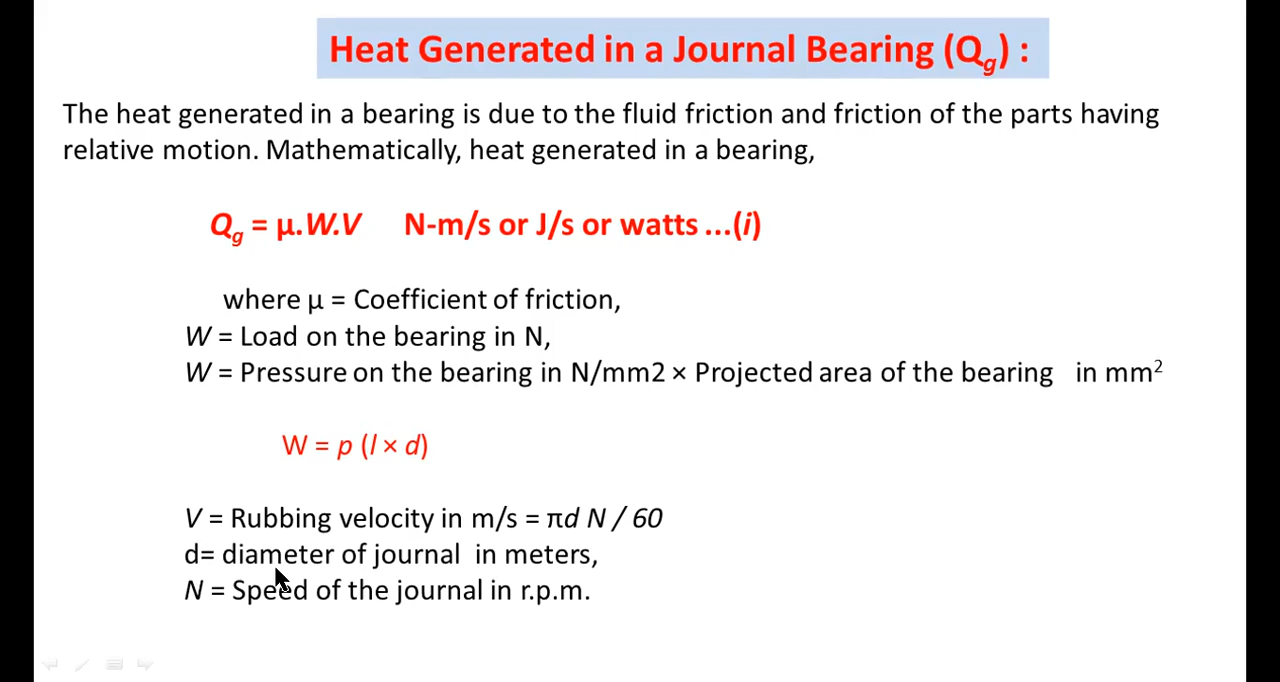 Heat Generated in a Journal Bearing (Qg) :
The heat generated in a bearing is due to the fluid friction and friction of the parts having
relative motion. Mathematically, heat generated in a bearing,
Qg = μ.W.V N-m/s or J/s or watts ...(i)
where μ = Coefficient of friction,
W = Load on the bearing in N,
W = Pressure on the bearing in N/mm2 × Projected area of the bearing in mm²
W = p (l × d)
V = Rubbing velocity in m/s = πd N / 60
d= diameter of journal in meters,
N = Speed of the journal in r.p.m.